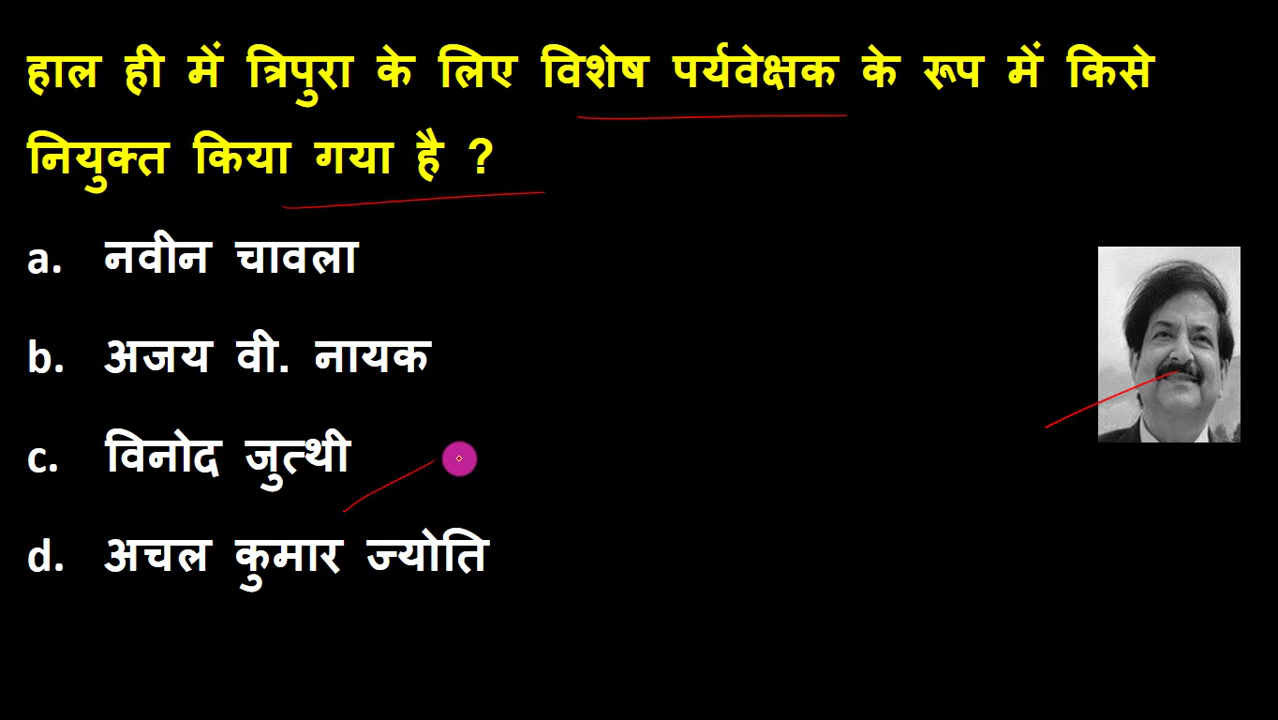 हाल ही में त्रिपुरा के लिए विशेष पर्यवेक्षक के रूप में किसे
नियुक्त किया गया है ?
a. नवीन चावला
b. अजय वी. नायक
c. विनोद जुत्थी
d. अचल कुमार ज्योति